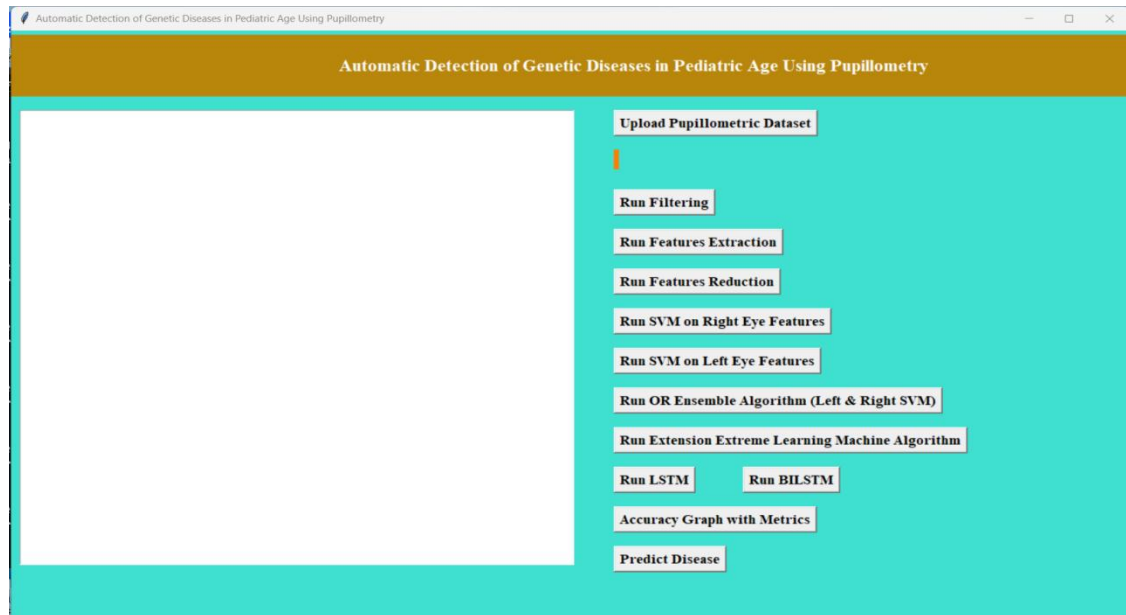 Automatic Detection of Genetic Diseases in Pediatric Age Using Pupillometry
Automatic Detection of Genetic Diseases in Pediatric Age Using Pupillometry
Upload Pupillometric Dataset
Run Filtering
Run Features Extraction
Run Features Reduction
Run SVM on Right Eye Features
Run SVM on Left Eye Features
Run OR Ensemble Algorithm (Left & Right SVM)
Run Extension Extreme Learning Machine Algorithm
Run LSTM Run BILSTM
Accuracy Graph with Metrics
Predict Disease